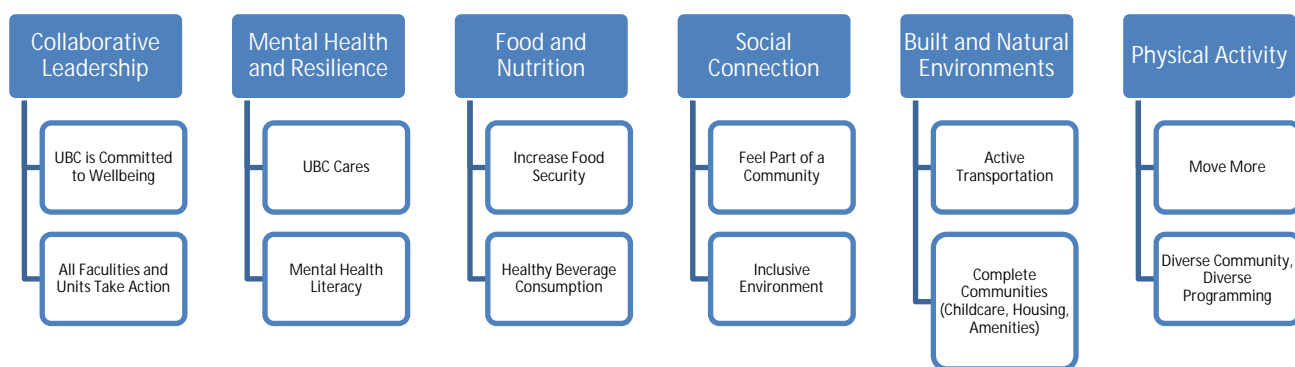 Collaborative
Leadership
UBC is Committed
to Wellbeing
All Faculities and
Units Take Action
Mental Health
and Resilience
UBC Cares
Mental Health
Literacy
Food and
Nutrition
Increase Food
Security
Healthy Beverage
Consumption
Social
Connection
Feel Part of a
Community
Inclusive
Environment
Built and Natural
Environments
Active
Transportation
Complete
Communities
(Childcare, Housing,
Amenities)
Physical Activity
Move More
Diverse Community,
Diverse
Programming